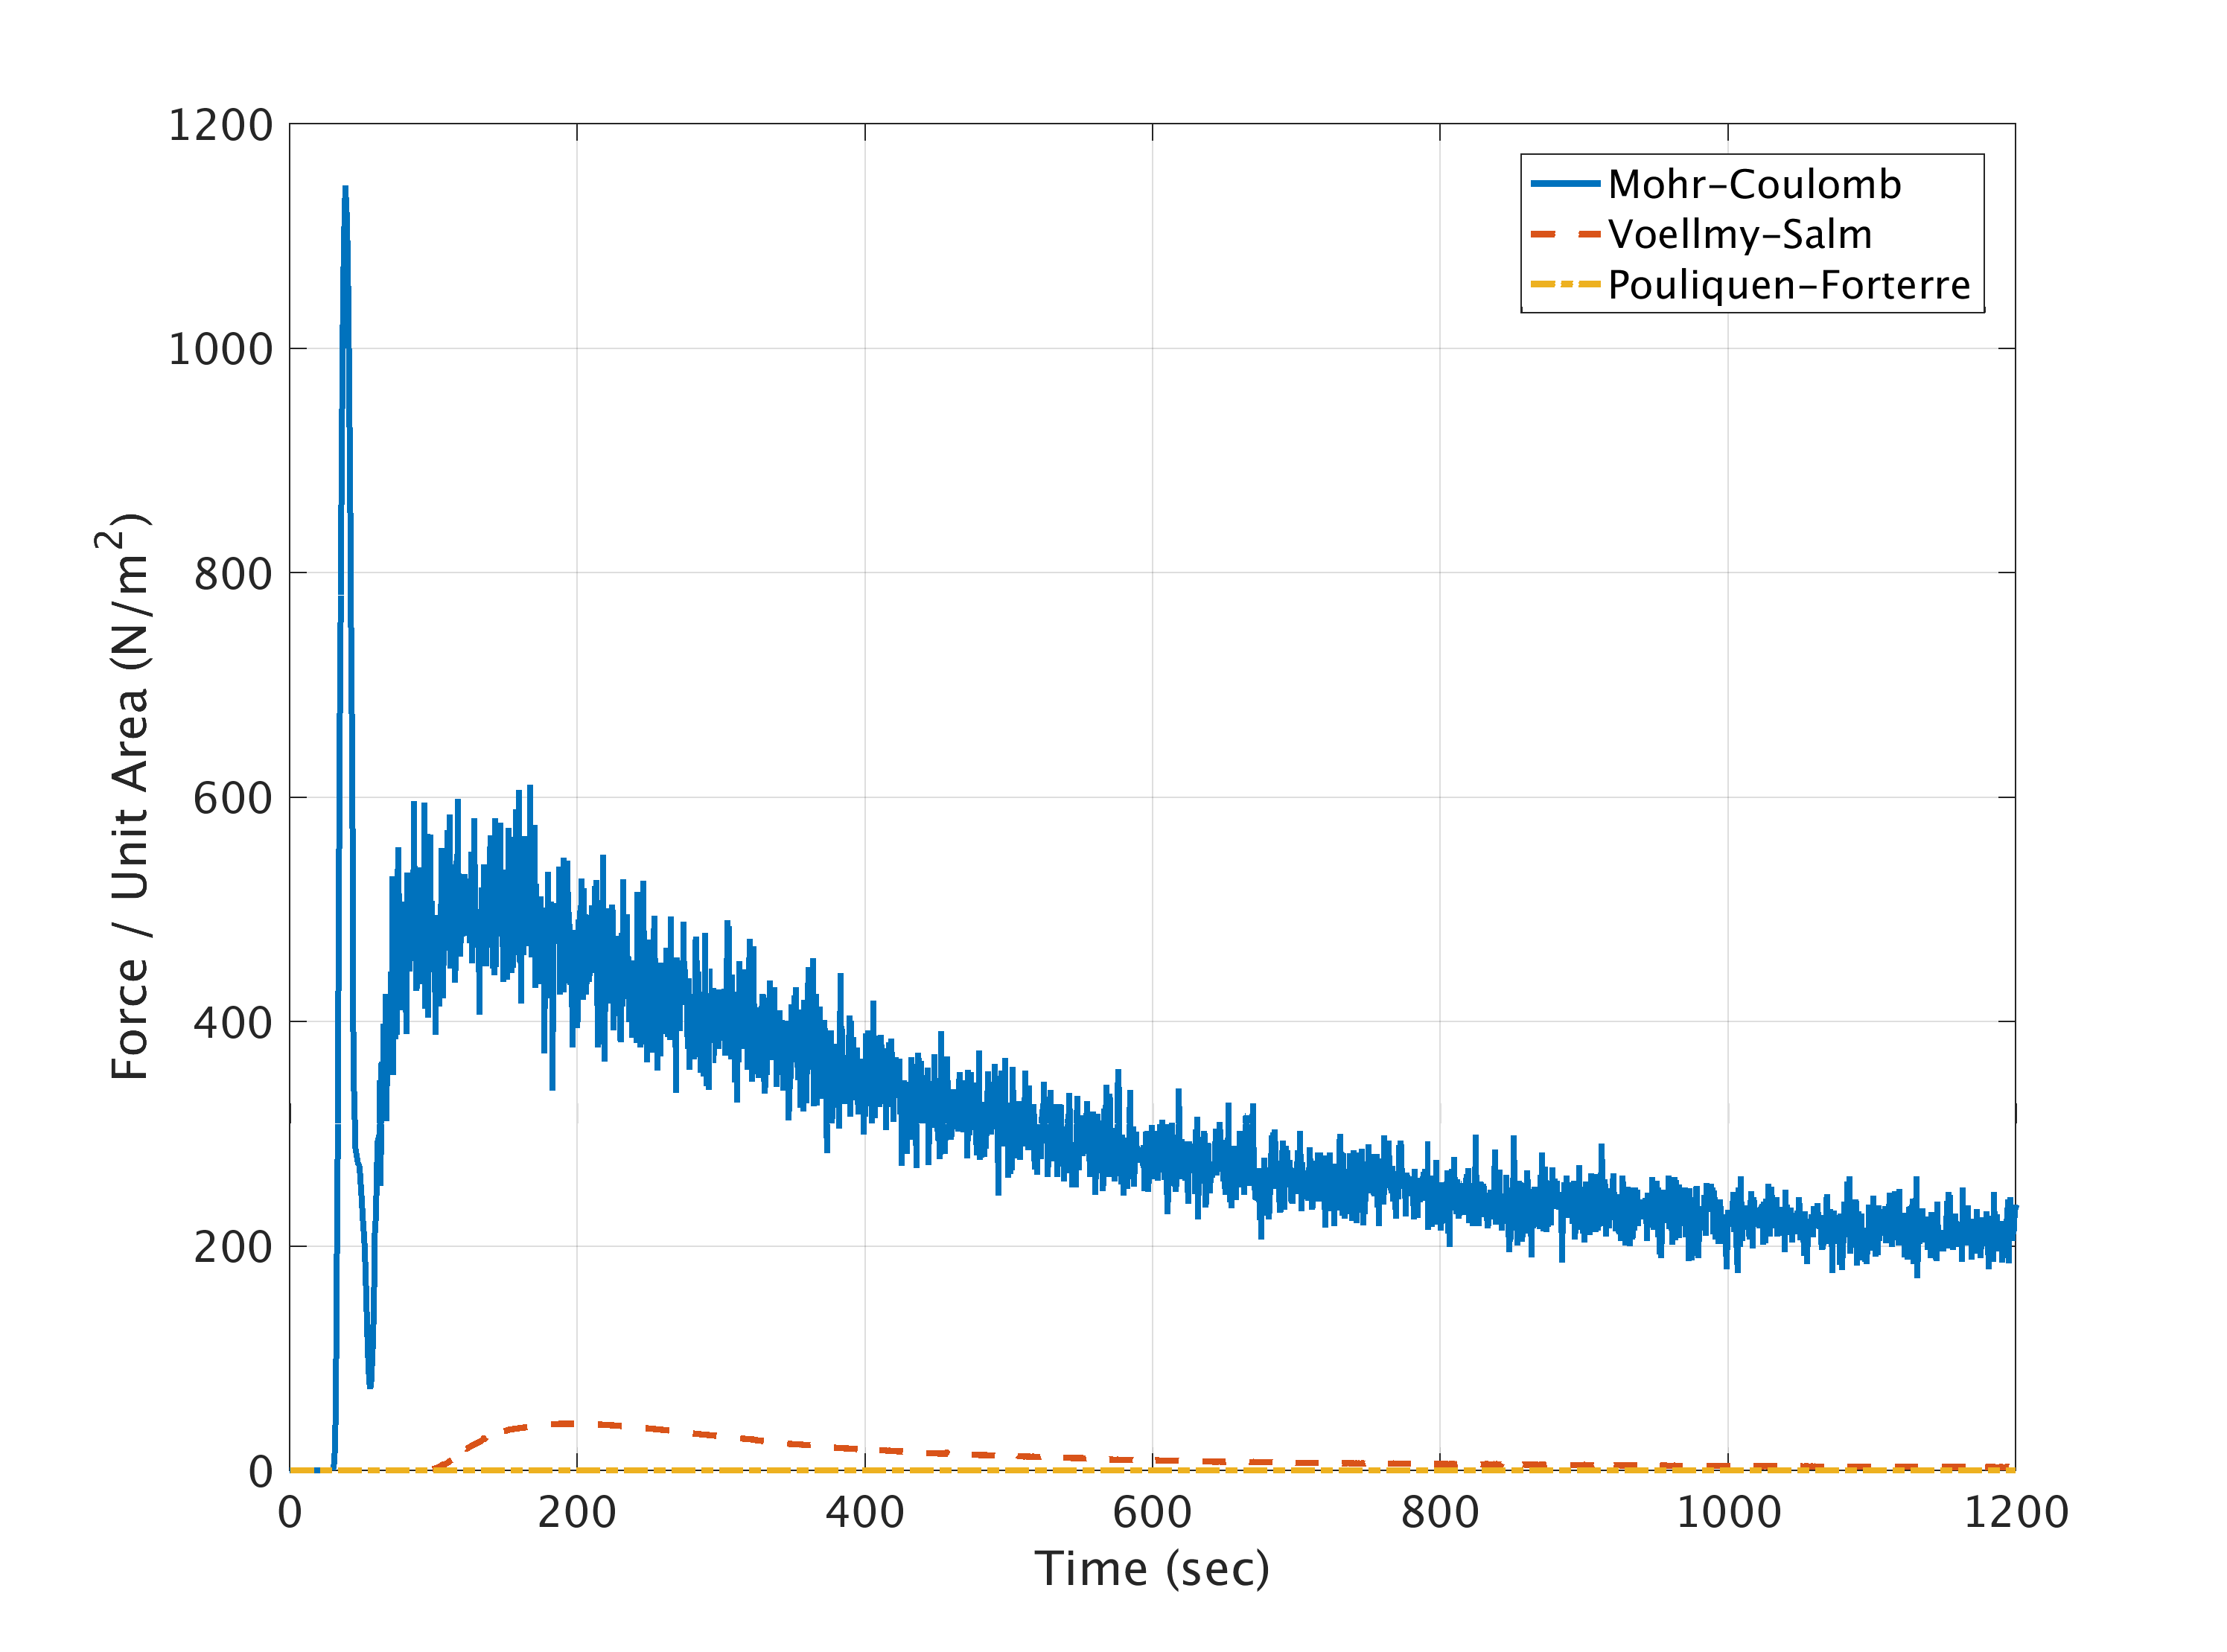 1200
1000
800
600
400
200
0
Force / Unit Area (N/m²)
Mohr-Coulomb
Voellmy-Salm
Pouliquen-Forterre
0 200 400 600 800 1000 1200
Time (sec)